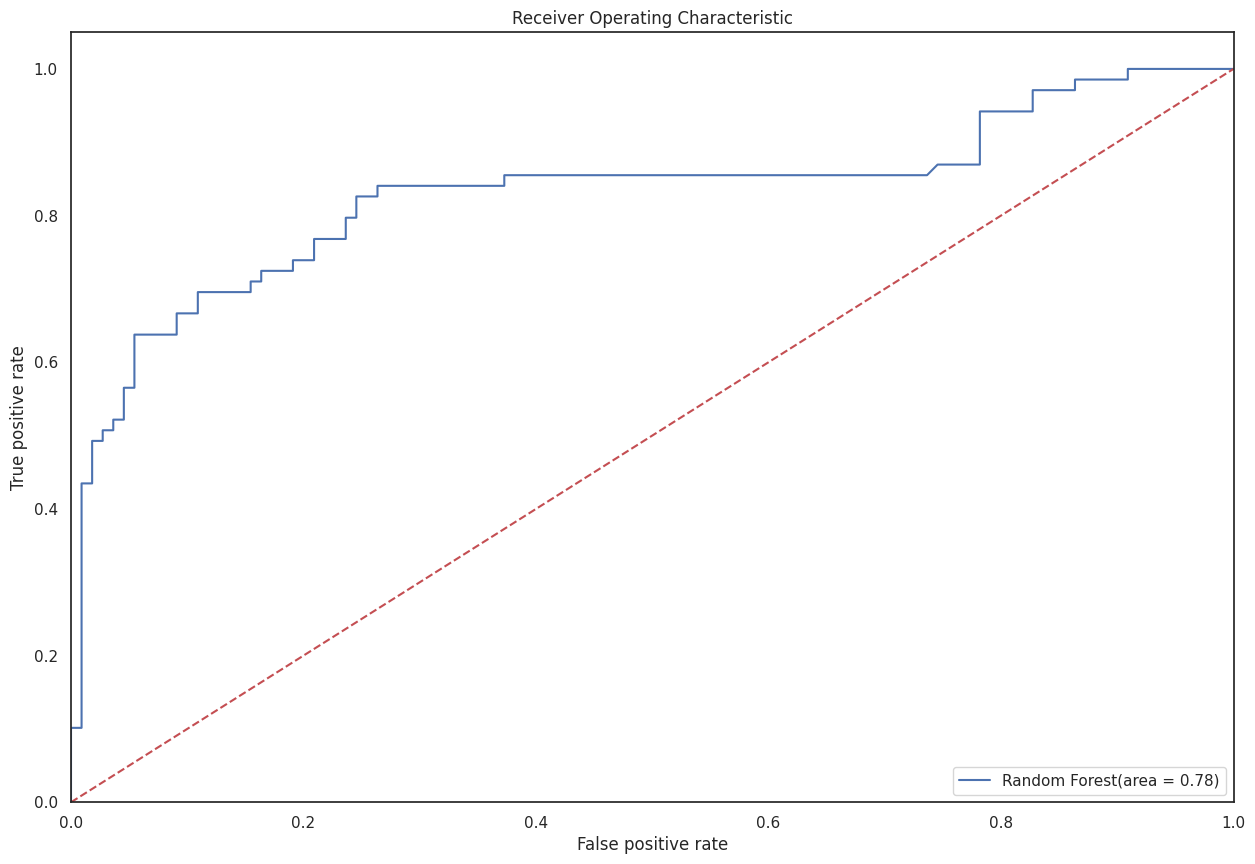 Receiver Operating Characteristic
1.0
0.8
0.6
0.4
0.2
0.0
True positive rate
Random Forest(area = 0.78)
0.0 0.2 0.4 0.6 0.8 1.0
False positive rate